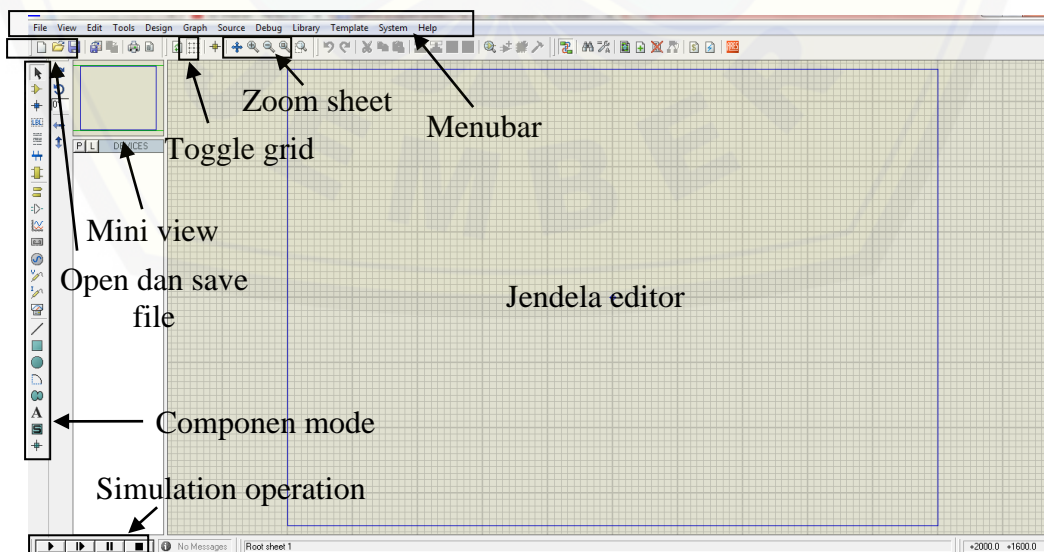 File View Edit Tools Design Graph Source Debug Library Template System Help
Zoom sheet
Menubar
Toggle grid
P L DEVICES
Mini view
Open dan save
file
Jendela editor
Componen mode
Simulation operation
No Messages Root sheet 1 +2000.0 +1600.0